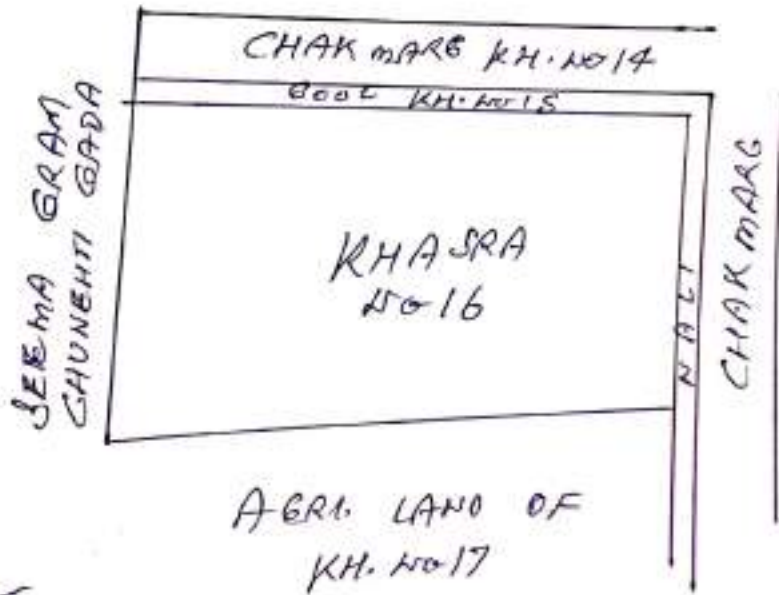 CHAK MARG KH. NO 14
GOOL KH. NO 15
SEEMA GRAM
CHUNEHTI GADA
KHASRA
NO 16
NALI
CHAK MARG
AGRI. LAND OF
KH. NO 17